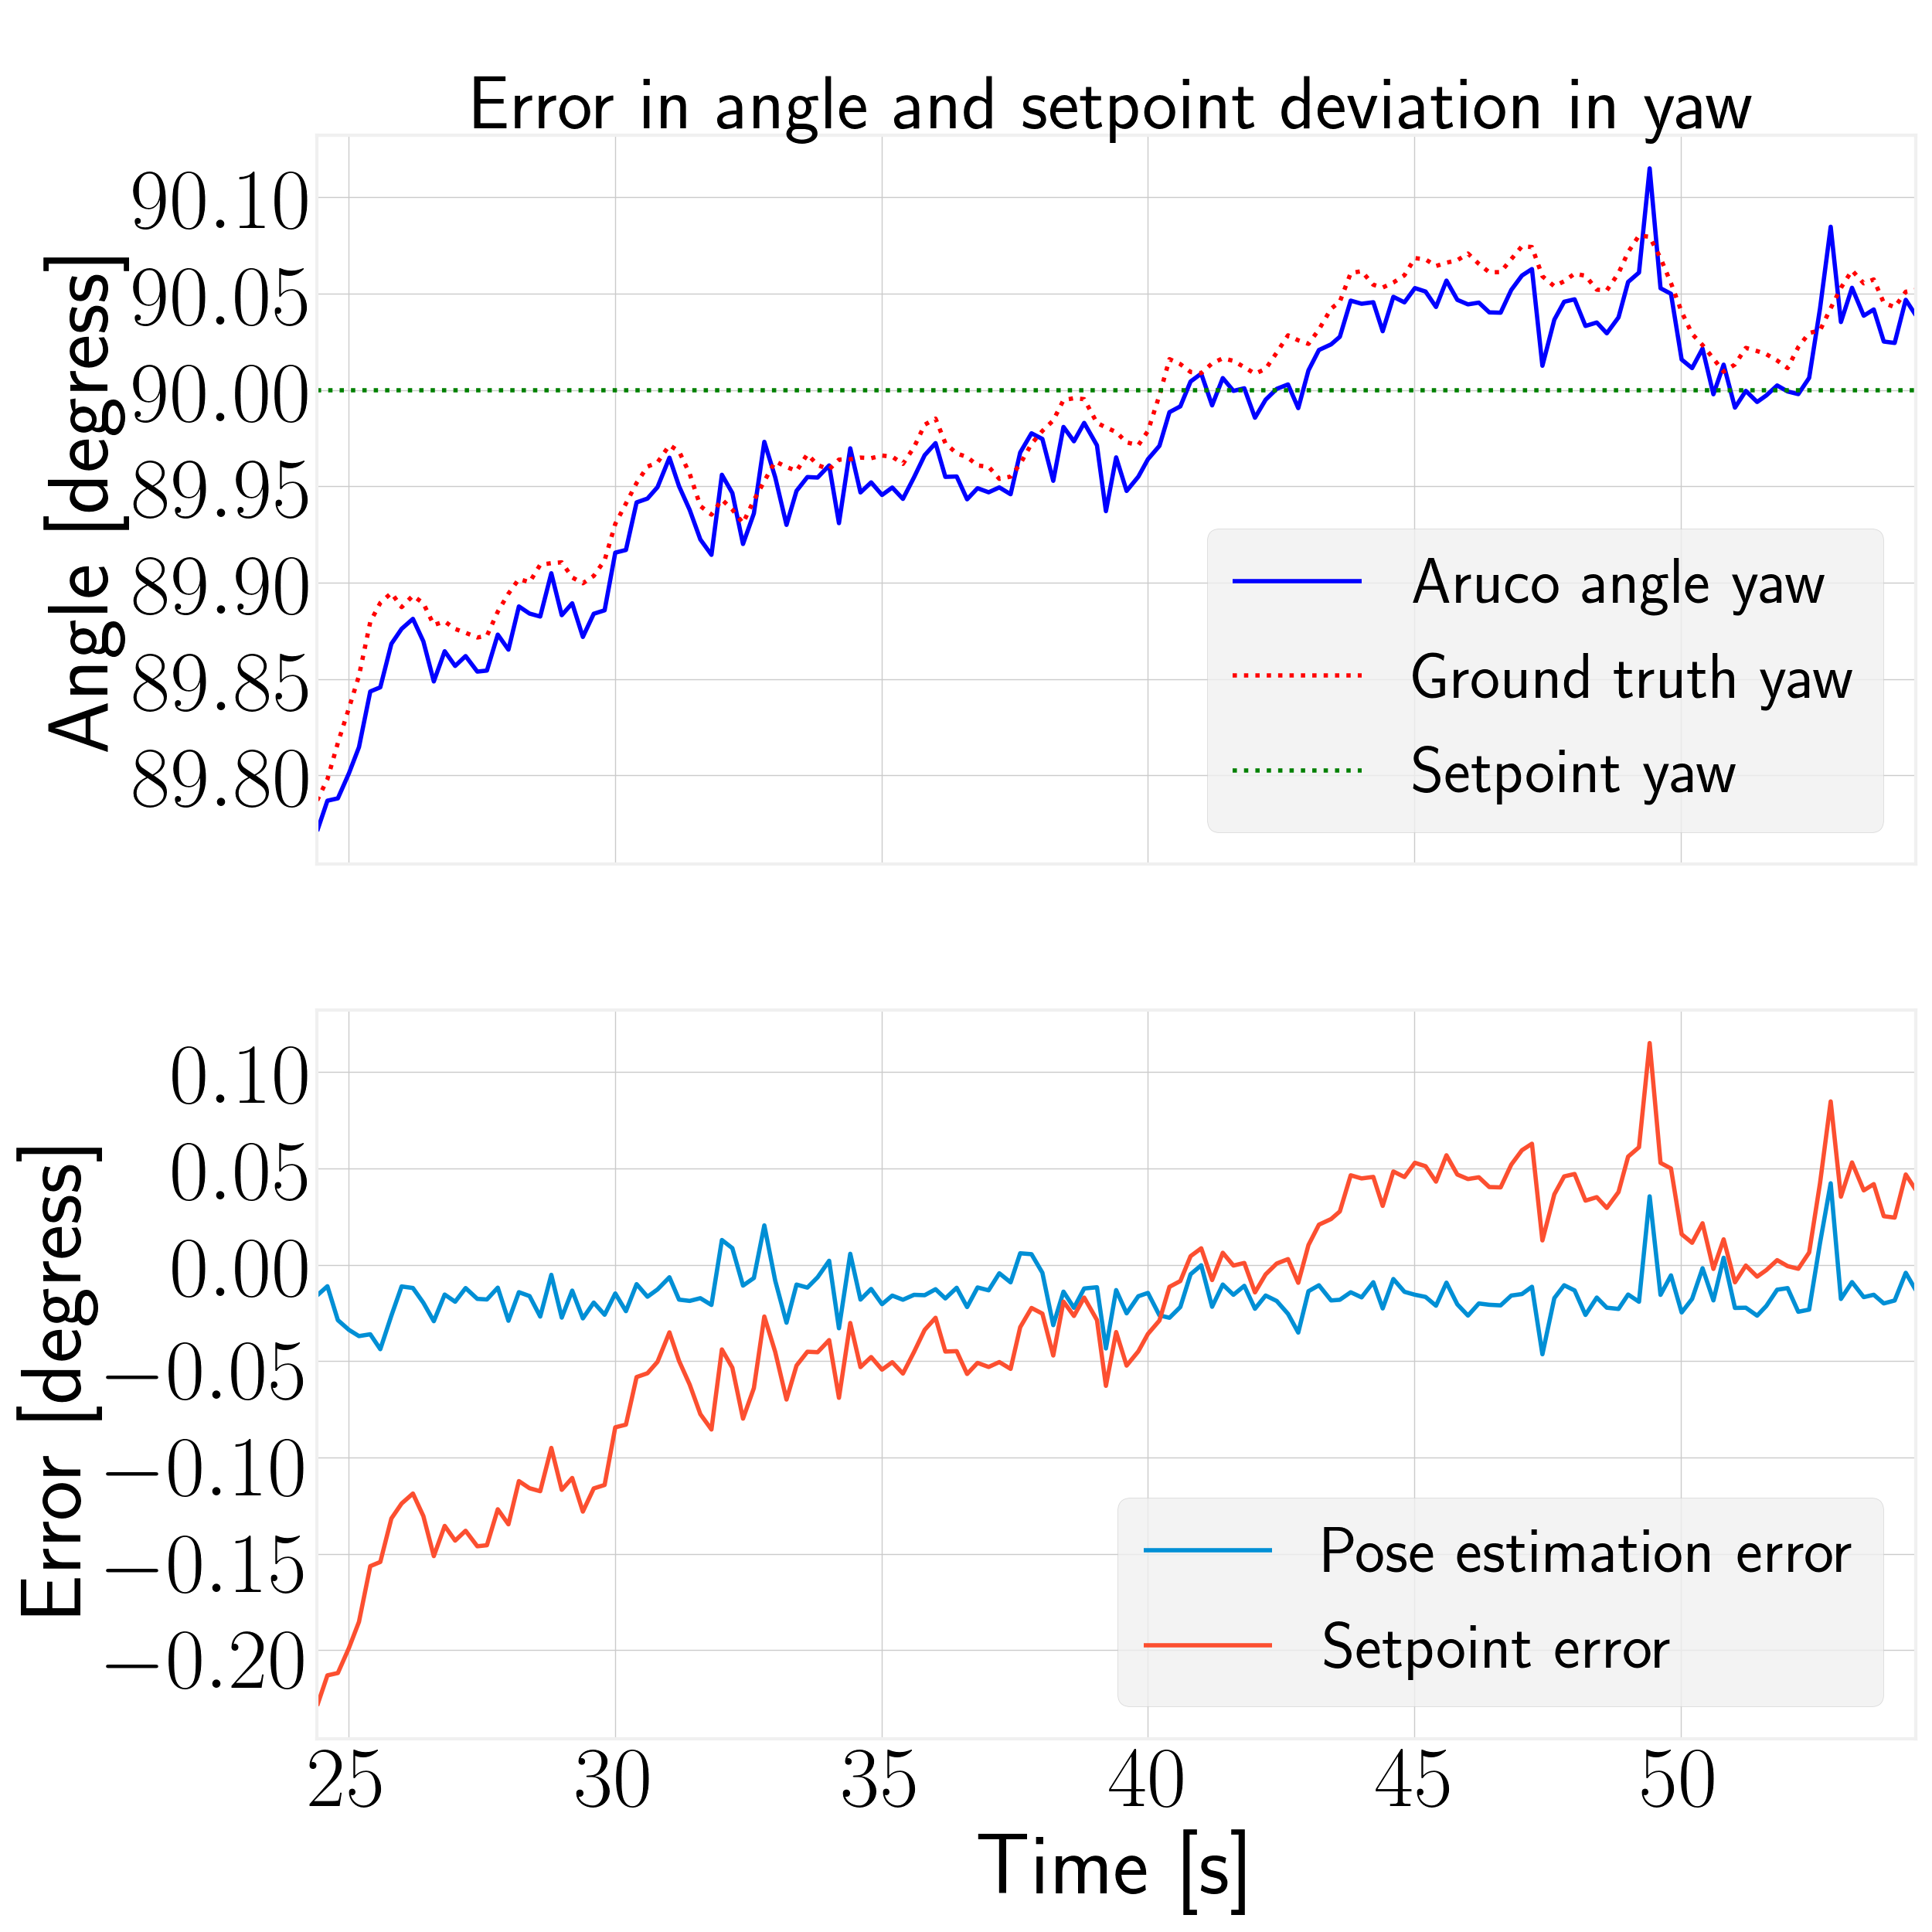 Error in angle and setpoint deviation in yaw
Angle [degress]
90.10
90.05
90.00
89.95
89.90
89.85
89.80
Aruco angle yaw
Ground truth yaw
Setpoint yaw
Error [degress]
0.10
0.05
0.00
−0.05
−0.10
−0.15
−0.20
Pose estimation error
Setpoint error
25 30 35 40 45 50
Time [s]